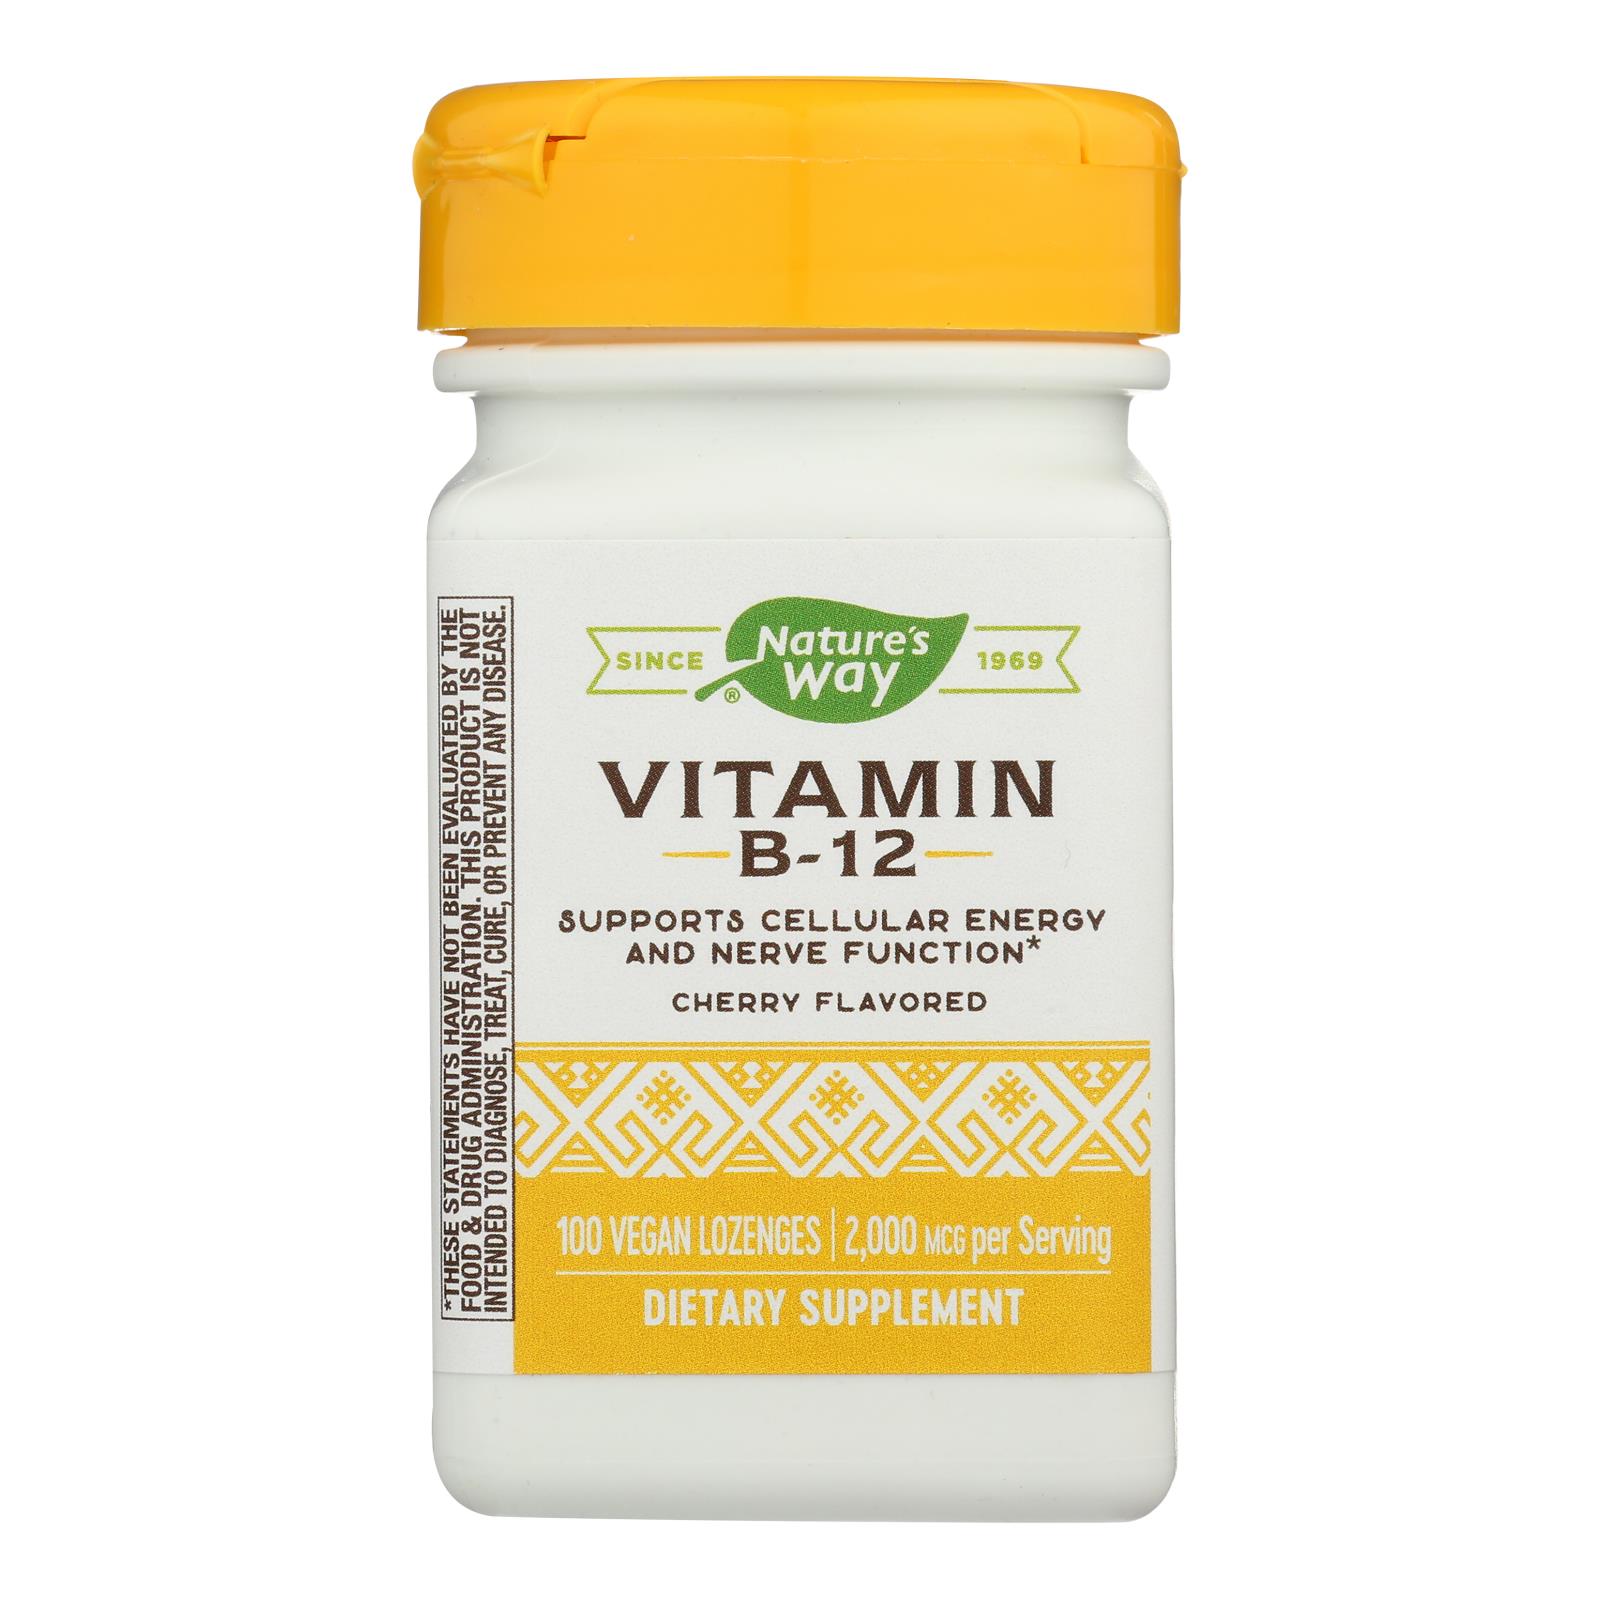 SINCE
Nature's
Way
®
1969
VITAMIN
B-12
SUPPORTS CELLULAR ENERGY
AND NERVE FUNCTION*
CHERRY FLAVORED
100 VEGAN LOZENGES | 2,000 MCG per Serving
DIETARY SUPPLEMENT
*THESE STATEMENTS HAVE NOT BEEN EVALUATED BY THE
FOOD & DRUG ADMINISTRATION. THIS PRODUCT IS NOT
INTENDED TO DIAGNOSE, TREAT, CURE, OR PREVENT ANY DISEASE.